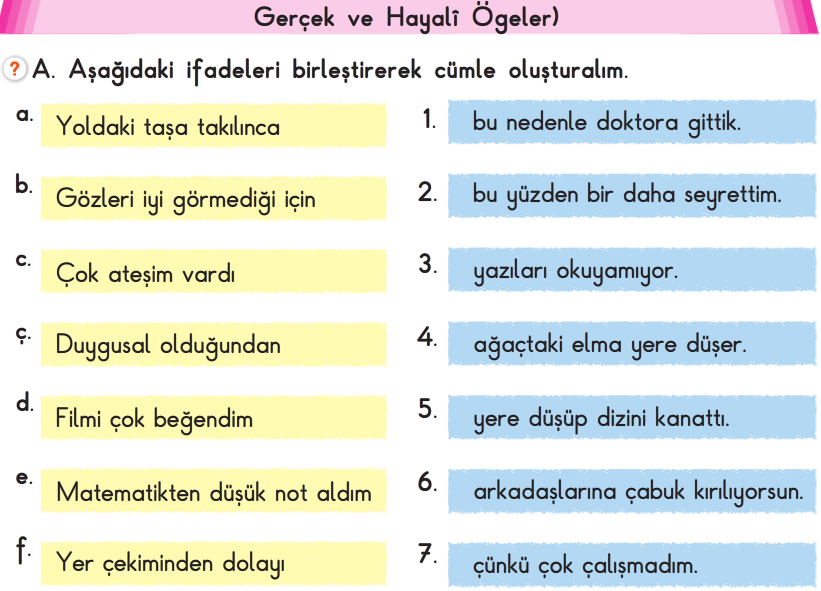 Gerçek ve Hayalî Ögeler)
? A. Aşağıdaki ifadeleri birleştirerek cümle oluşturalım.
a. Yoldaki taşa takılınca 1. bu nedenle doktora gittik.
b. Gözleri iyi görmediği için 2. bu yüzden bir daha seyrettim.
c. Çok ateşim vardı 3. yazıları okuyamıyor.
ç. Duygusal olduğundan 4. ağaçtaki elma yere düşer.
d. Filmi çok beğendim 5. yere düşüp dizini kanattı.
e. Matematikten düşük not aldım 6. arkadaşlarına çabuk kırılıyorsun.
f. Yer çekiminden dolayı 7. çünkü çok çalışmadım.